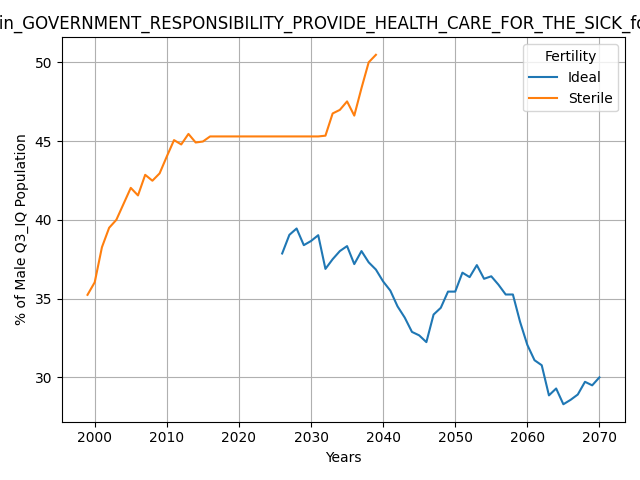 in_GOVERNMENT_RESPONSIBILITY_PROVIDE_HEALTH_CARE_FOR_THE_SICK_fo
Fertility
Ideal
Sterile
% of Male Q3_IQ Population
50
45
40
35
30
2000 2010 2020 2030 2040 2050 2060 2070
Years